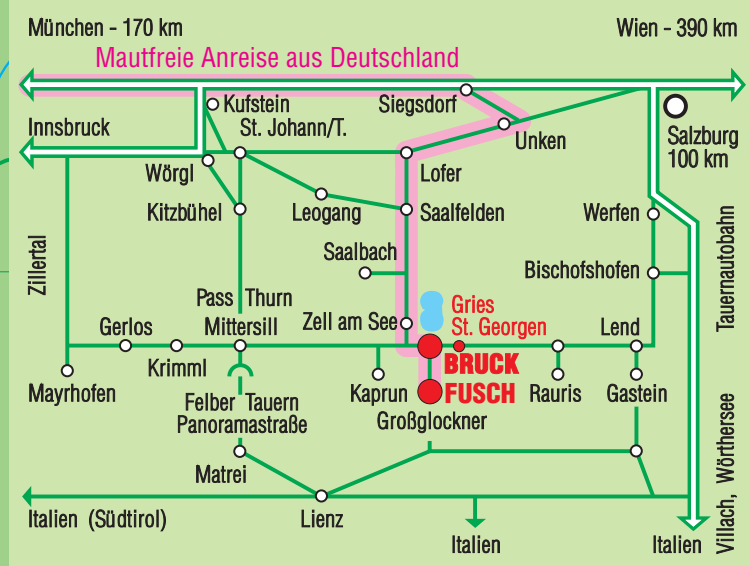 München - 170 km
Wien - 390 km
Mautfreie Anreise aus Deutschland
Kufstein
Siegsdorf
Innsbruck
St. Johann/T.
Unken
Salzburg
100 km
Wörgl
Lofer
Kitzbühel
Leogang
Saalfelden
Werfen
Saalbach
Bischofshofen
Zillertal
Tauernautobahn
Pass Thurn
Gries
Gerlos
Mittersill
Zell am See
St. Georgen
Lend
Krimml
BRUCK
Mayrhofen
Kaprun
FUSCH
Rauris
Gastein
Felber Tauern
Panoramastraße
Großglockner
Matrei
Villach, Wörthersee
Italien (Südtirol)
Lienz
Italien
Italien